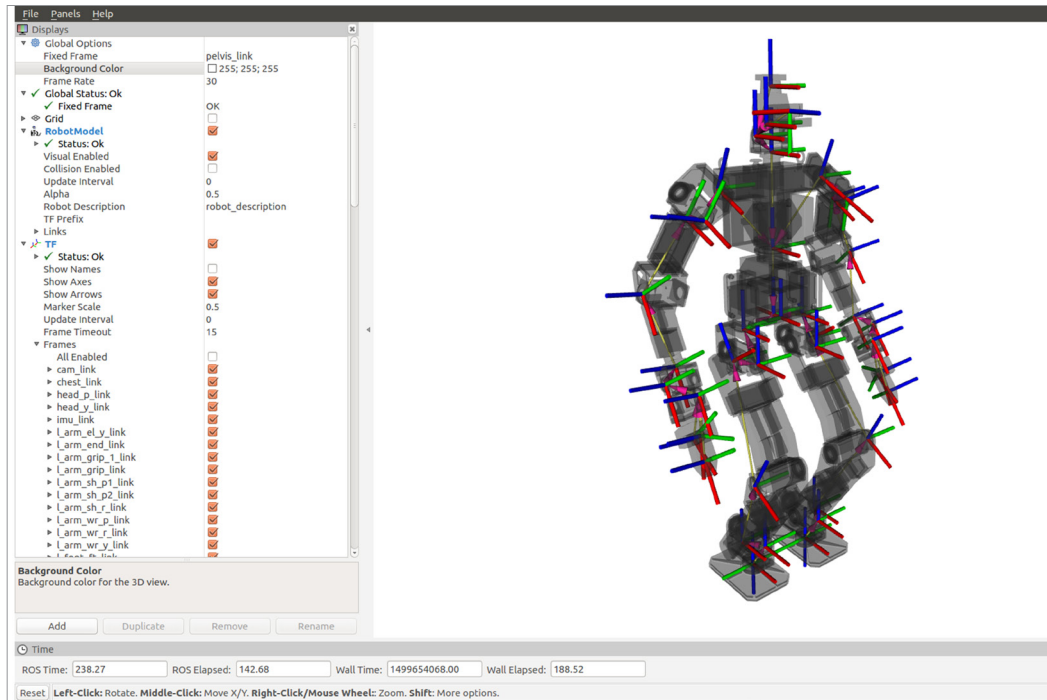 File Panels Help
Displays
Global Options
Fixed Frame pelvis_link
Background Color 255; 255; 255
Frame Rate 30
Global Status: Ok
Fixed Frame OK
Grid
RobotModel
Status: Ok
Visual Enabled
Collision Enabled
Update Interval 0
Alpha 0.5
Robot Description robot_description
TF Prefix
Links
TF
Status: Ok
Show Names
Show Axes
Show Arrows
Marker Scale 0.5
Update Interval 0
Frame Timeout 15
Frames
All Enabled
cam_link
chest_link
head_p_link
head_y_link
imu_link
l_arm_el_y_link
l_arm_end_link
l_arm_grip_1_link
l_arm_grip_link
l_arm_sh_p1_link
l_arm_sh_p2_link
l_arm_sh_r_link
l_arm_wr_p_link
l_arm_wr_r_link
l_arm_wr_y_link
l_foot_ft_link
Background Color
Background color for the 3D view.
Add Duplicate Remove Rename
Time
ROS Time: 238.27 ROS Elapsed: 142.68 Wall Time: 1499654068.00 Wall Elapsed: 188.52
Reset Left-Click: Rotate. Middle-Click: Move X/Y. Right-Click/Mouse Wheel:: Zoom. Shift: More options.